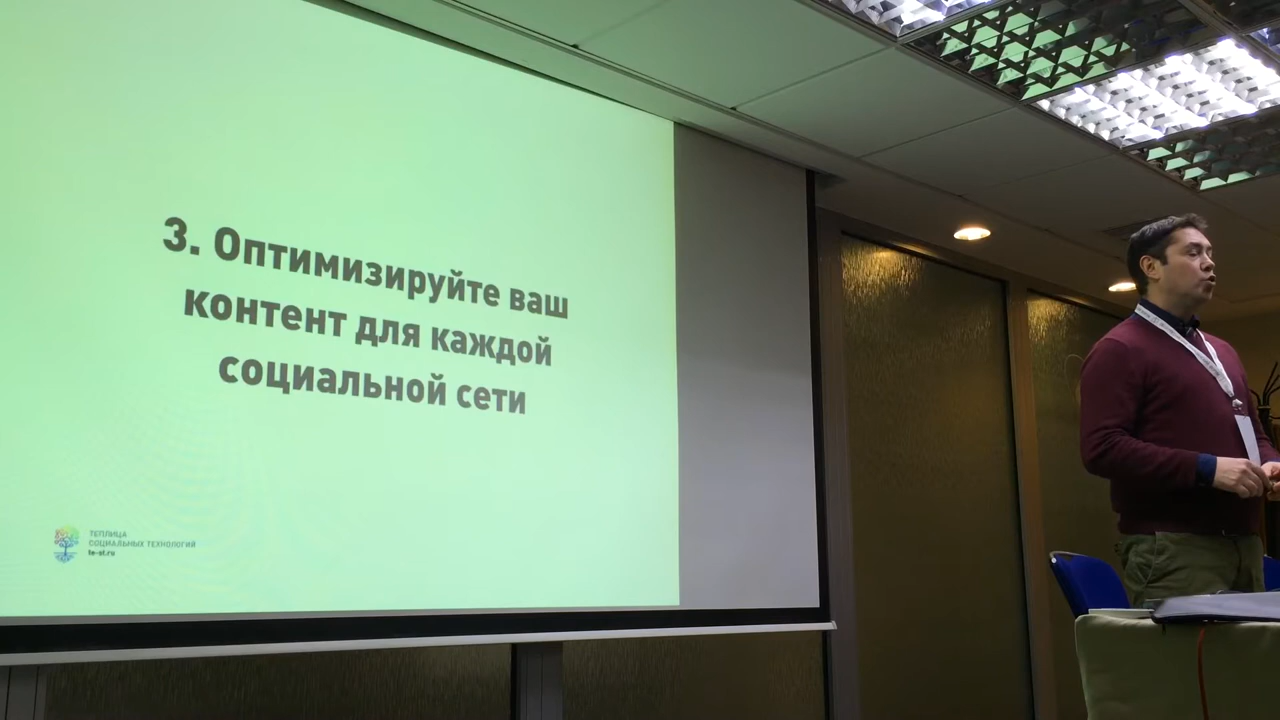 3. Оптимизируйте ваш
контент для каждой
социальной сети
ТЕПЛИЦА
СОЦИАЛЬНЫХ ТЕХНОЛОГИЙ
te-st.ru